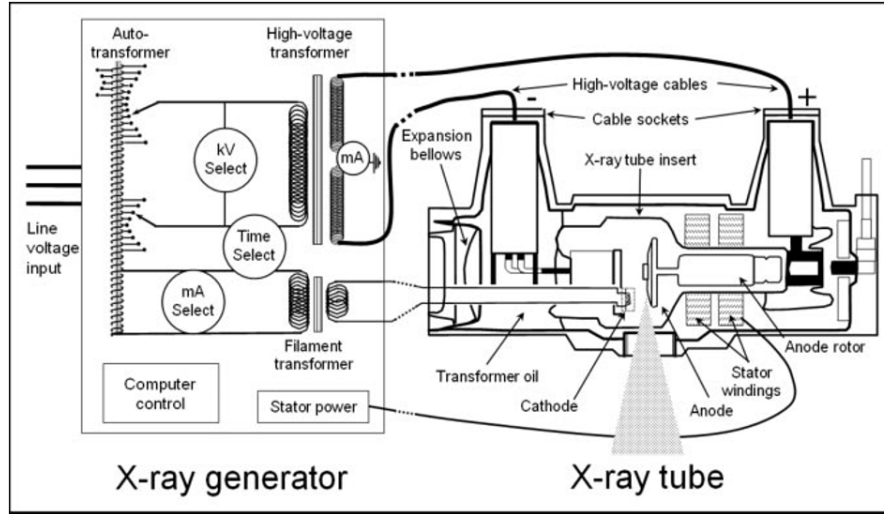 Auto-
transformer
High-voltage
transformer
kV
Select
mA
Line
voltage
input
Time
Select
mA
Select
Filament
transformer
Computer
control
Stator power
X-ray generator
High-voltage cables
-
+
Cable sockets
Expansion
bellows
X-ray tube insert
Transformer oil
Cathode
Anode
Stator
windings
Anode rotor
X-ray tube